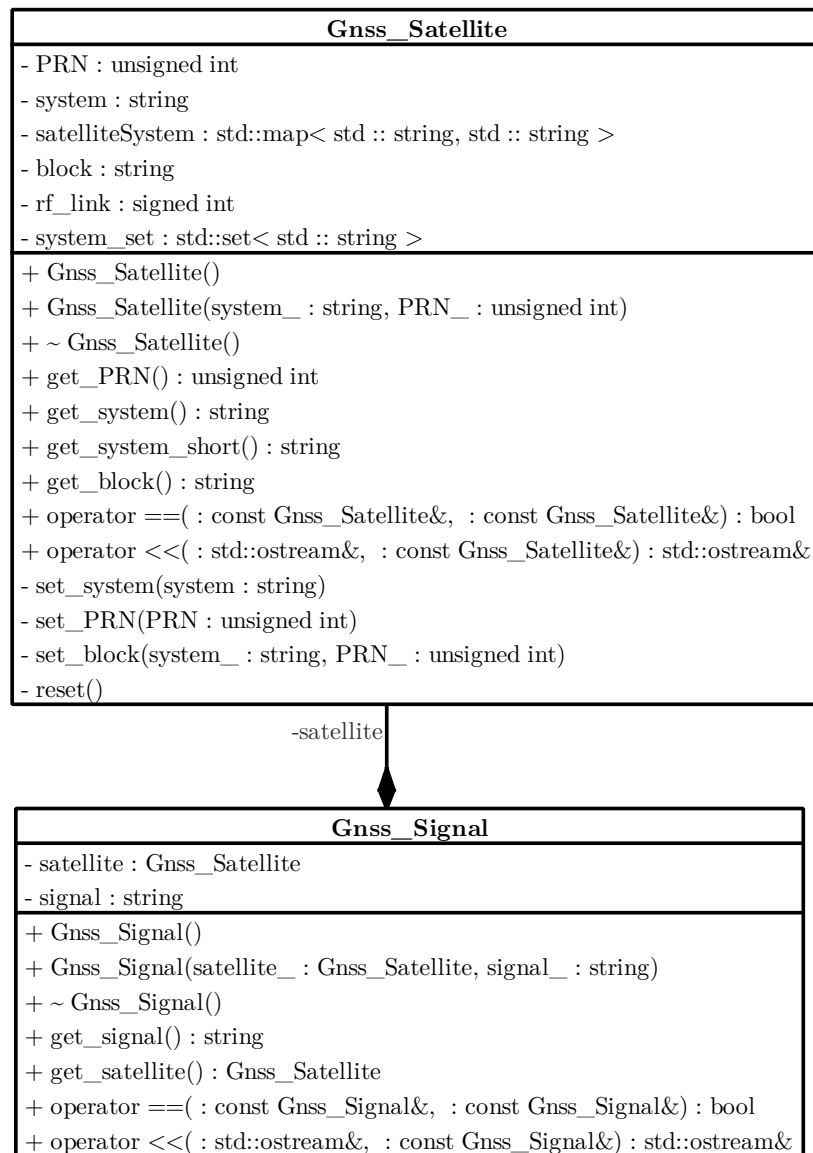 Gnss_Satellite
- PRN : unsigned int
- system : string
- satelliteSystem : std::map< std :: string, std :: string >
- block : string
- rf_link : signed int
- system_set : std::set< std :: string >
+ Gnss_Satellite()
+ Gnss_Satellite(system_ : string, PRN_ : unsigned int)
+ ~ Gnss_Satellite()
+ get_PRN() : unsigned int
+ get_system() : string
+ get_system_short() : string
+ get_block() : string
+ operator ==( : const Gnss_Satellite&, : const Gnss_Satellite&) : bool
+ operator <<( : std::ostream&, : const Gnss_Satellite&) : std::ostream&
- set_system(system : string)
- set_PRN(PRN : unsigned int)
- set_block(system_ : string, PRN_ : unsigned int)
- reset()
-satellite
Gnss_Signal
- satellite : Gnss_Satellite
- signal : string
+ Gnss_Signal()
+ Gnss_Signal(satellite_ : Gnss_Satellite, signal_ : string)
+ ~ Gnss_Signal()
+ get_signal() : string
+ get_satellite() : Gnss_Satellite
+ operator ==( : const Gnss_Signal&, : const Gnss_Signal&) : bool
+ operator <<( : std::ostream&, : const Gnss_Signal&) : std::ostream&